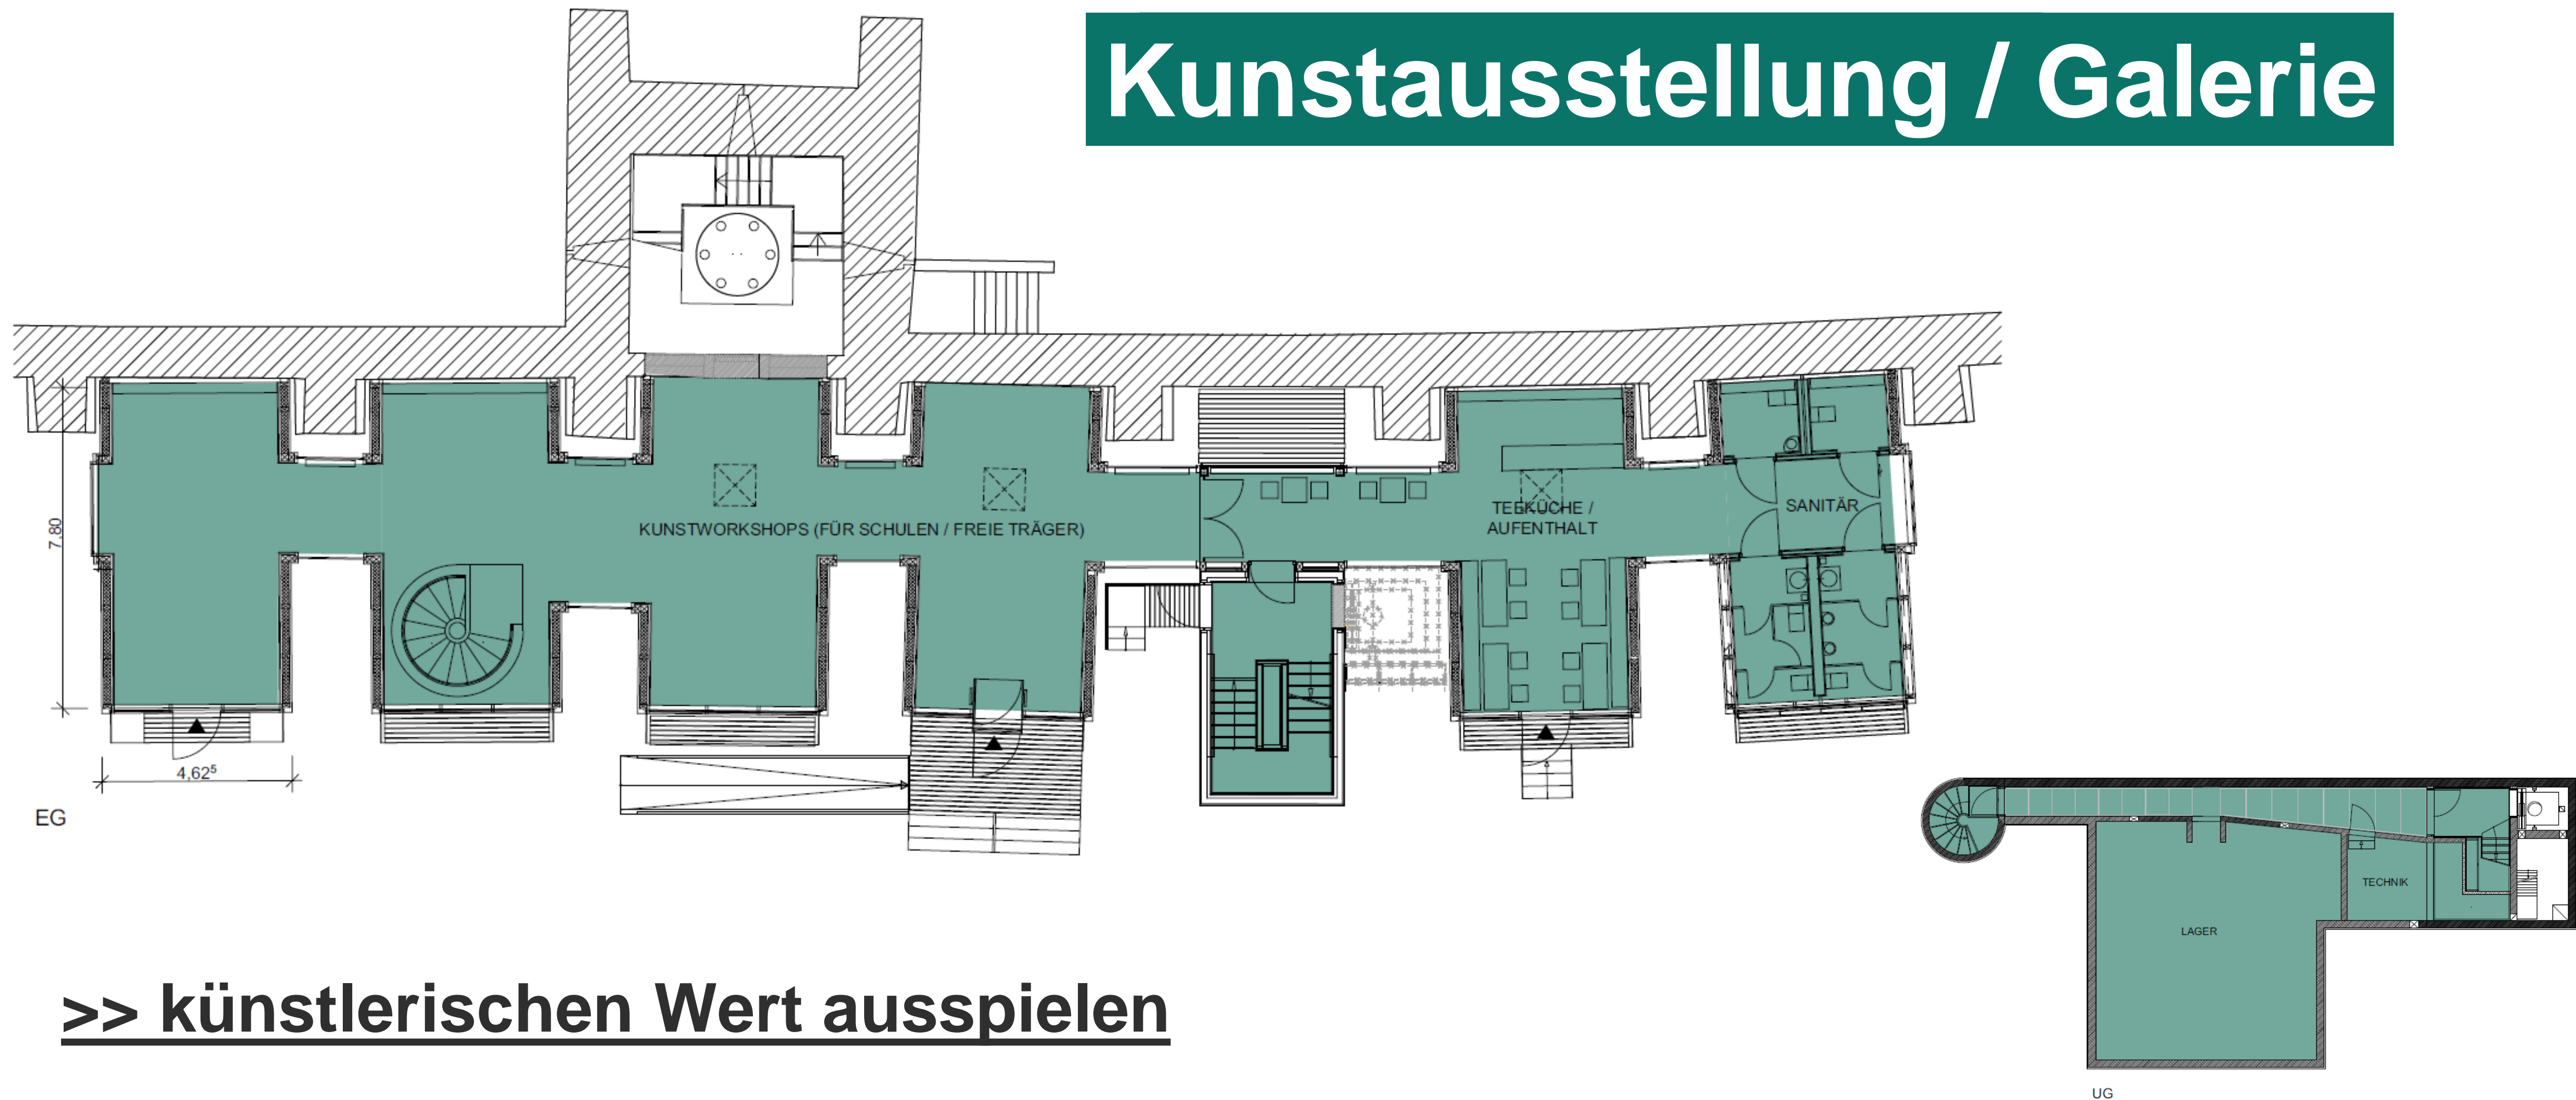 Kunstausstellung / Galerie
7,80
KUNSTWORKSHOPS (FÜR SCHULEN / FREIE TRÄGER)
TEEKÜCHE /
AUFENTHALT
SANITÄR
4,62⁵
EG
TECHNIK
LAGER
>> künstlerischen Wert ausspielen
UG